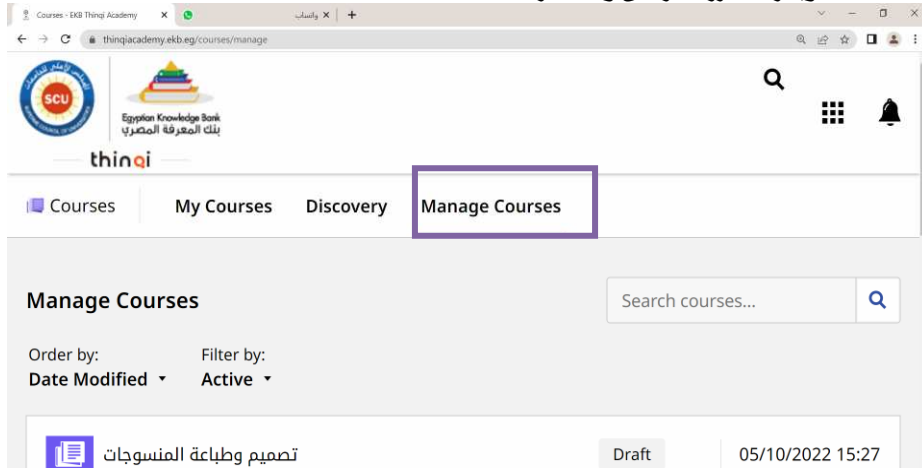 Courses - EKB Thinqi Academy
واتساب
thinqiacademy.ekb.eg/courses/manage
SCU
Egyptian Knowledge Bank
بنك المعرفة المصري
thinqi
Courses My Courses Discovery Manage Courses
Manage Courses
Search courses...
Order by: Filter by:
Date Modified Active
تصميم وطباعة المنسوجات Draft 05/10/2022 15:27